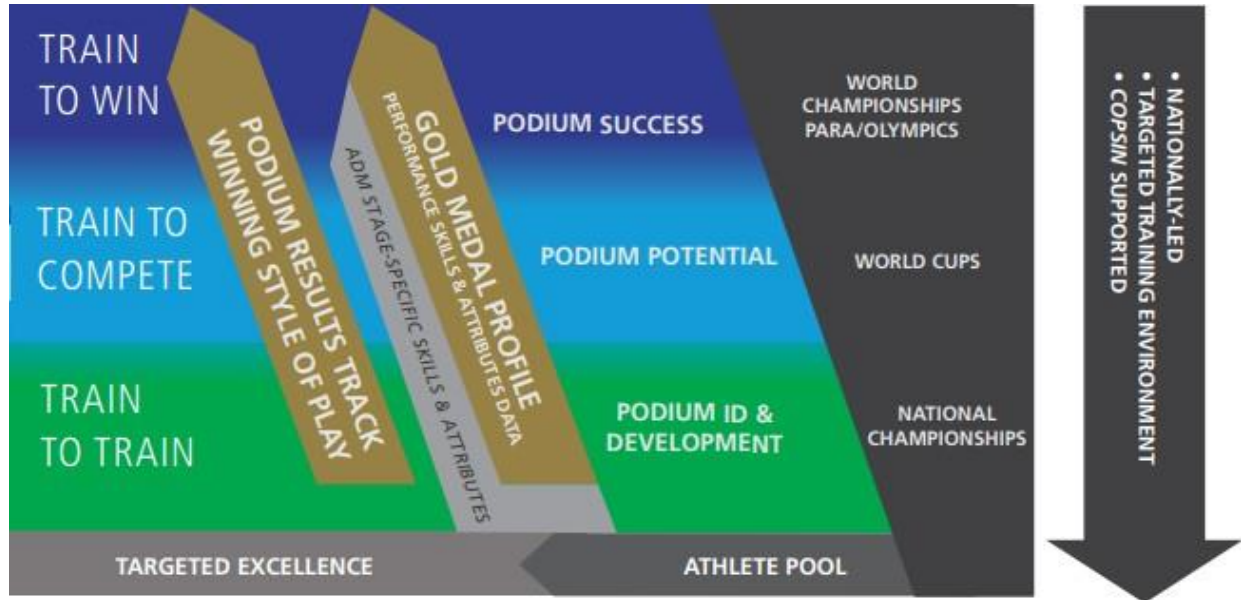 TRAIN
TO WIN
TRAIN TO
COMPETE
TRAIN
TO TRAIN
PODIUM RESULTS TRACK
WINNING STYLE OF PLAY
ADM STAGE-SPECIFIC SKILLS & ATTRIBUTES
GOLD MEDAL PROFILE
PERFORMANCE SKILLS & ATTRIBUTES DATA
PODIUM SUCCESS
PODIUM POTENTIAL
PODIUM ID &
DEVELOPMENT
WORLD
CHAMPIONSHIPS
PARA/OLYMPICS
WORLD CUPS
NATIONAL
CHAMPIONSHIPS
• NATIONALLY-LED
• TARGETED TRAINING ENVIRONMENT
• COPSIN SUPPORTED
TARGETED EXCELLENCE
ATHLETE POOL